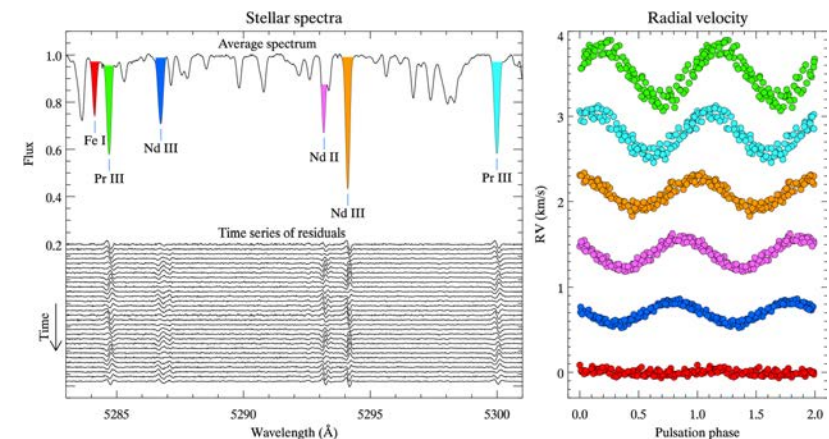 Stellar spectra
Average spectrum
1.0
0.8
0.6
0.4
0.2
Flux
Fe I
Pr III
Nd III
Nd II
Nd III
Pr III
Time series of residuals
Time
5285
5290
5295
5300
Wavelength (Å)
Radial velocity
4
3
2
1
0
RV (km/s)
0.0
0.5
1.0
1.5
2.0
Pulsation phase